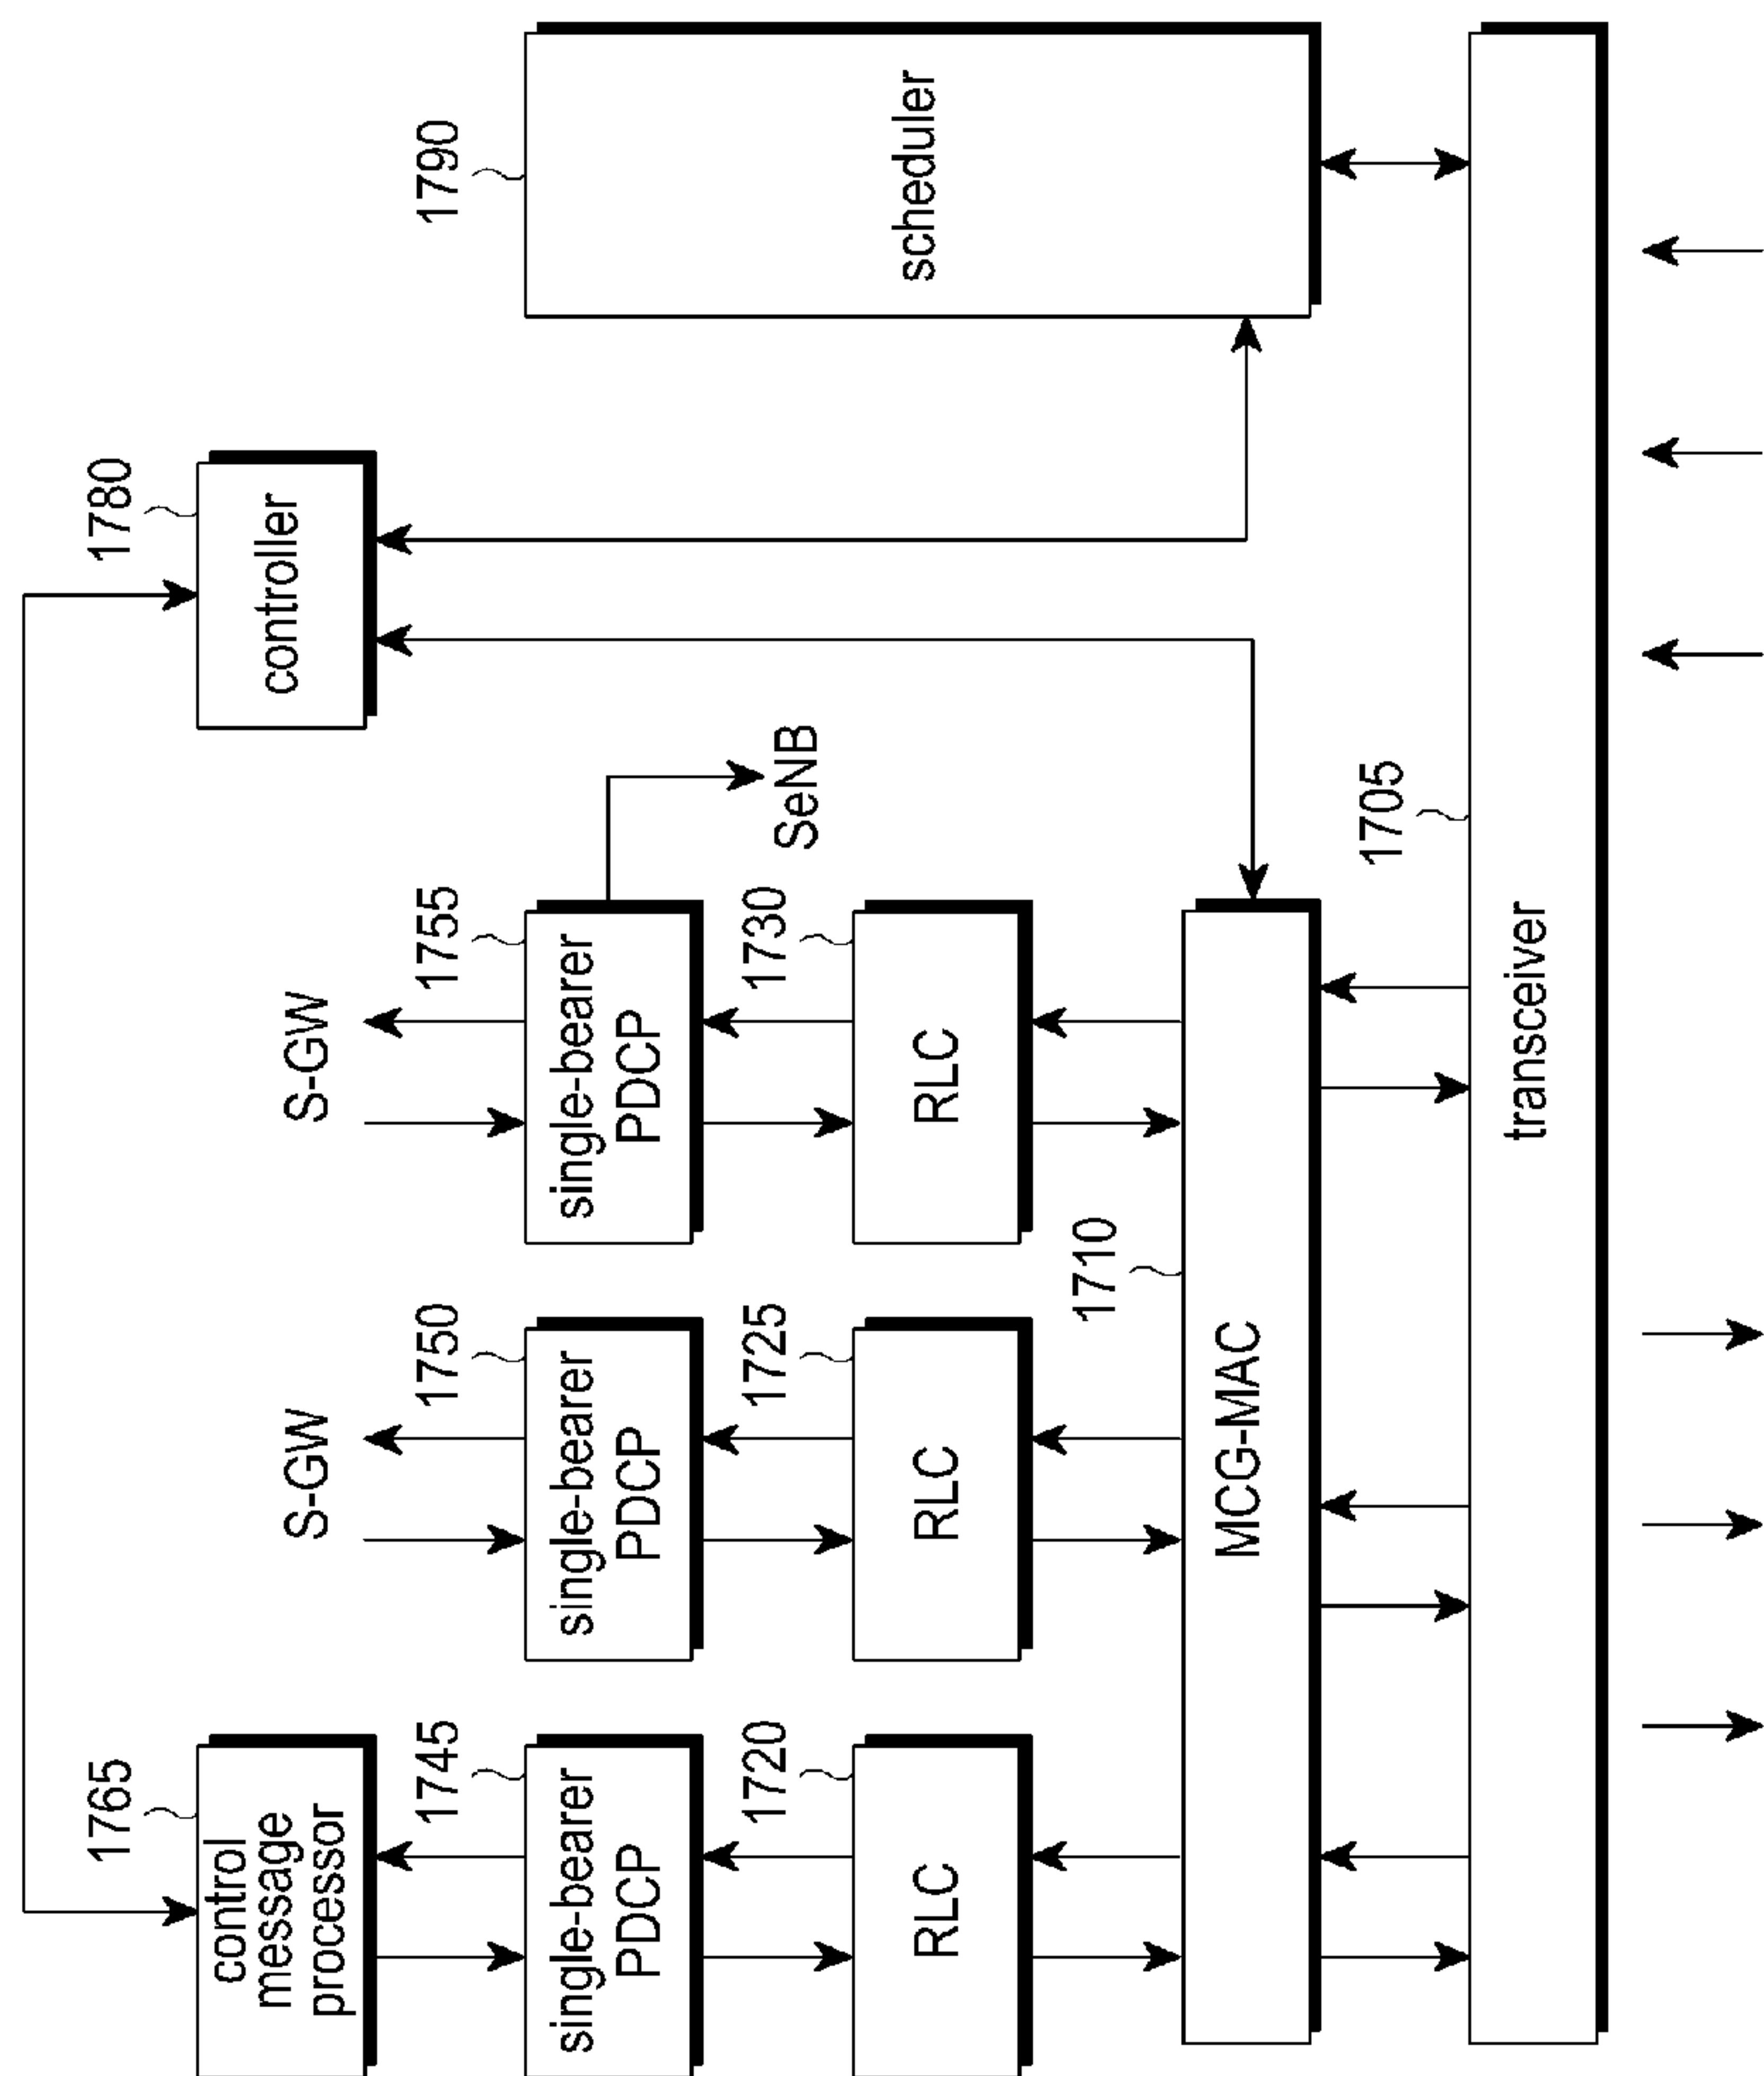 1765
control
message
processor
1780
controller
S-GW
S-GW
1745
single-bearer
PDCP
1750
single-bearer
PDCP
1755
single-bearer
PDCP
SeNB
1790
scheduler
1720
RLC
1725
RLC
1730
RLC
1710
MCG-MAC
1705
transceiver